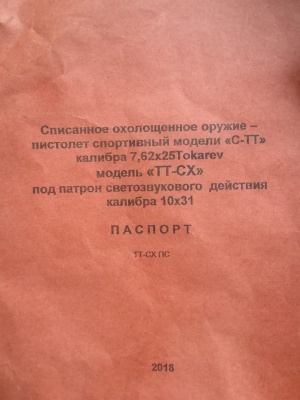 Списанное охолощенное оружие –
пистолет спортивный модели «С-ТТ»
калибра 7,62х25Tokarev
модель «ТТ-СХ»
под патрон светозвукового действия
калибра 10х31
ПАСПОРТ
ТТ-СХ ПС
2018